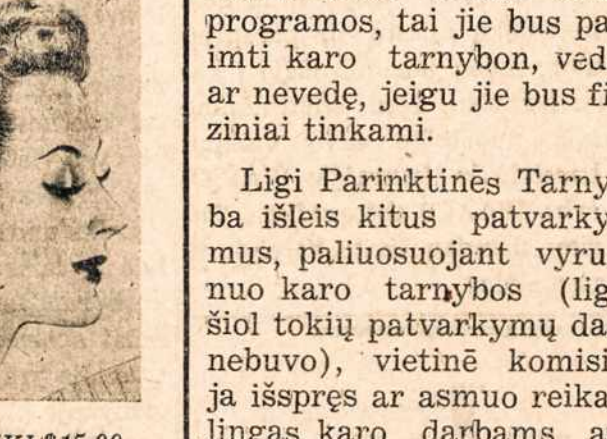 programos, tai jie bus pa
imti karo tarnybon, ved
ar nevedę, jeigu jie bus fi
ziniai tinkami.
Ligi Parinktinēs Tarny
ba išleis kitus patvarky
mus, paliuosuojant vyru
nuo karo tarnybos (lig
šiol tokių patvarkymų da
nebuvo), vietinē komisi
ja išspręs ar asmuo reika
lingas karo darbams, a
$15.00